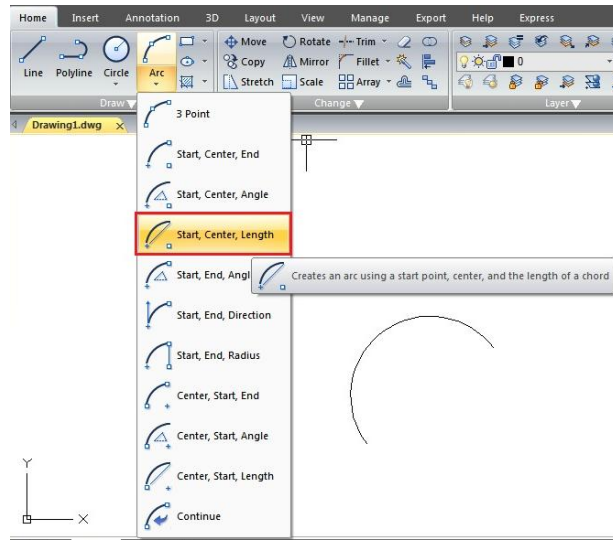 Home Insert Annotation 3D Layout View Manage Export Help Express
Move Rotate Trim
Copy Mirror Fillet 0
Line Polyline Circle Arc Stretch Scale Array
Draw Change Layer
Drawing1.dwg x
3 Point
Start, Center, End
Start, Center, Angle
Start, Center, Length
Start, End, Angl
Creates an arc using a start point, center, and the length of a chord
Start, End, Direction
Start, End, Radius
Center, Start, End
Center, Start, Angle
Center, Start, Length
Continue
Y
X